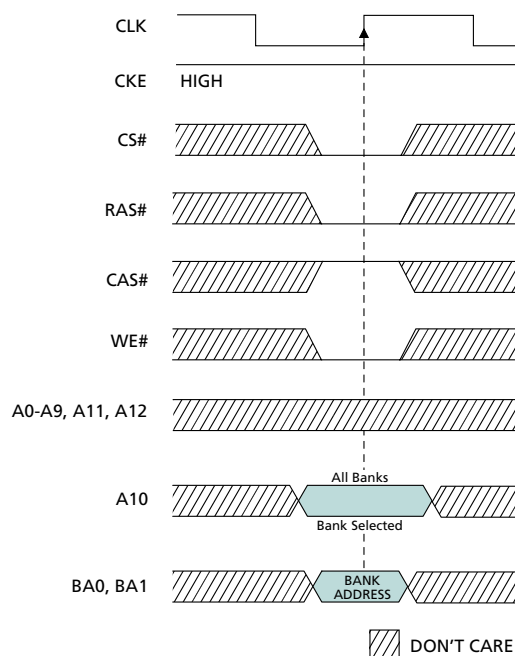 CLK
CKE HIGH
CS#
RAS#
CAS#
WE#
A0-A9, A11, A12
All Banks
A10
Bank Selected
BA0, BA1
BANK
ADDRESS
DON'T CARE